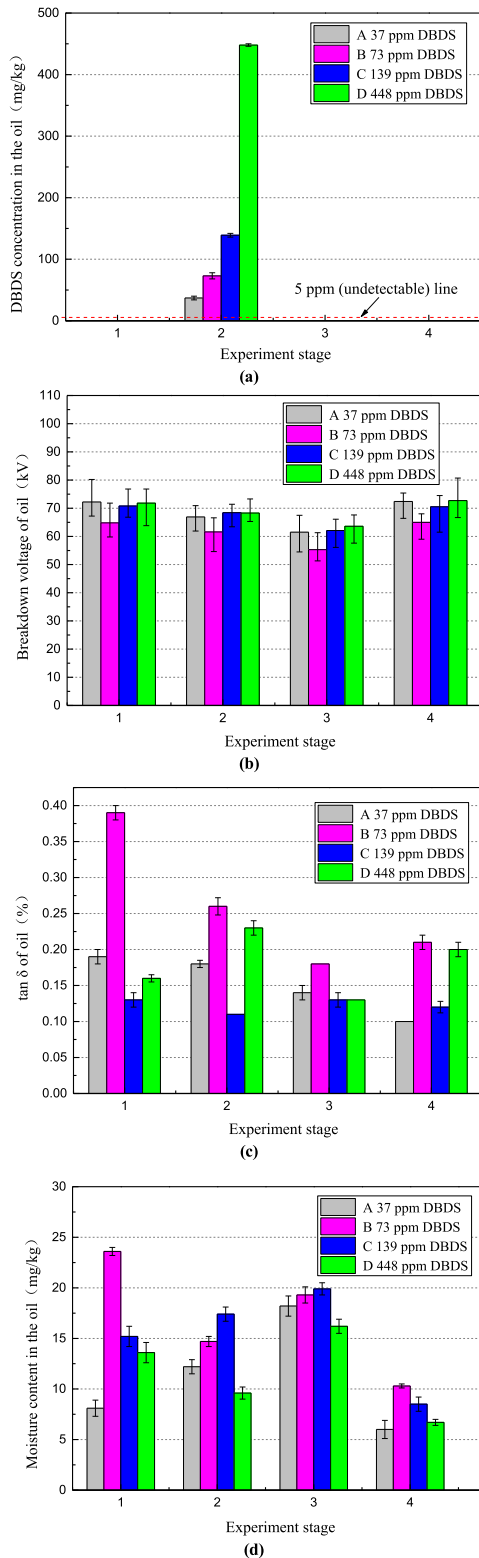 500
400
300
200
100
0
DBDS concentration in the oil（mg/kg）
A 37 ppm DBDS
B 73 ppm DBDS
C 139 ppm DBDS
D 448 ppm DBDS
5 ppm (undetectable) line
1 2 3 4
Experiment stage
(a)
110
100
90
80
70
60
50
40
30
20
10
0
Breakdown voltage of oil（kV）
A 37 ppm DBDS
B 73 ppm DBDS
C 139 ppm DBDS
D 448 ppm DBDS
1 2 3 4
Experiment stage
(b)
0.40
0.35
0.30
0.25
0.20
0.15
0.10
0.05
0.00
tan δ of oil（%）
A 37 ppm DBDS
B 73 ppm DBDS
C 139 ppm DBDS
D 448 ppm DBDS
1 2 3 4
Experiment stage
(c)
30
25
20
15
10
5
0
Moisture content in the oil（mg/kg）
A 37 ppm DBDS
B 73 ppm DBDS
C 139 ppm DBDS
D 448 ppm DBDS
1 2 3 4
Experiment stage
(d)